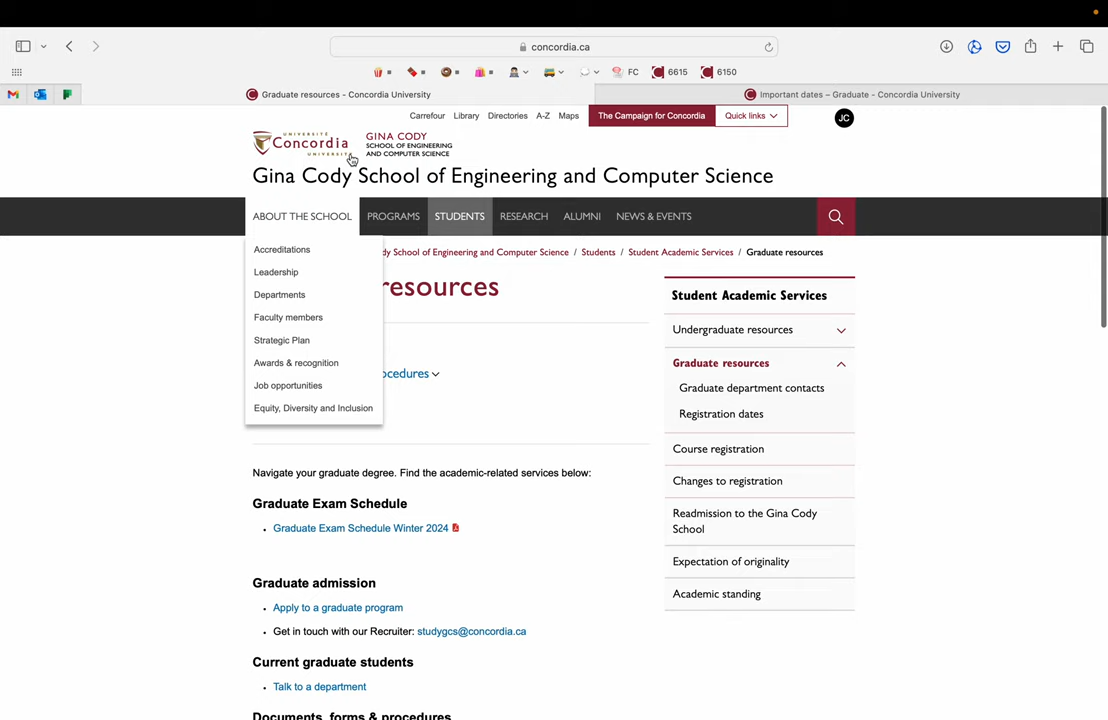 concordia.ca
FC
6615
6150
Graduate resources - Concordia University
Important dates – Graduate - Concordia University
Carrefour
Library
Directories
A-Z
Maps
The Campaign for Concordia
Quick links
JC
UNIVERSITÉ
Concordia
UNIVERSITY
GINA CODY
SCHOOL OF ENGINEERING
AND COMPUTER SCIENCE
Gina Cody School of Engineering and Computer Science
ABOUT THE SCHOOL
PROGRAMS
STUDENTS
RESEARCH
ALUMNI
NEWS & EVENTS
Accreditations
Leadership
Departments
Faculty members
Strategic Plan
Awards & recognition
Job opportunities
Equity, Diversity and Inclusion
dy School of Engineering and Computer Science / Students / Student Academic Services / Graduate resources
resources
ocedures
Navigate your graduate degree. Find the academic-related services below:
Graduate Exam Schedule
Graduate Exam Schedule Winter 2024
Graduate admission
Apply to a graduate program
Get in touch with our Recruiter: studygcs@concordia.ca
Current graduate students
Talk to a department
Documents, forms & procedures
Student Academic Services
Undergraduate resources
Graduate resources
Graduate department contacts
Registration dates
Course registration
Changes to registration
Readmission to the Gina Cody
School
Expectation of originality
Academic standing